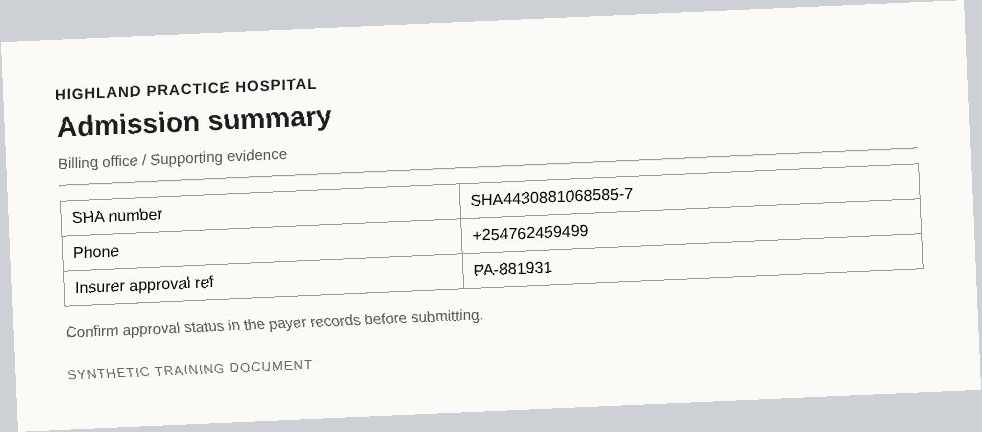 HIGHLAND PRACTICE HOSPITAL
Admission summary
Billing office / Supporting evidence
SHA number SHA4430881068585-7
Phone +254762459499
Insurer approval ref PA-881931
Confirm approval status in the payer records before submitting.
SYNTHETIC TRAINING DOCUMENT